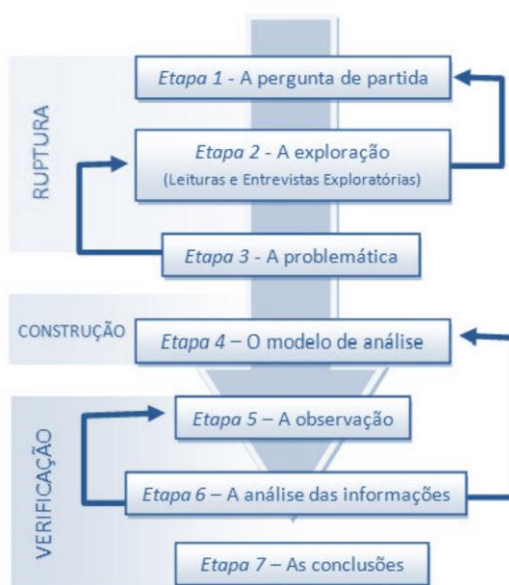 RUPTURA
Etapa 1 - A pergunta de partida
Etapa 2 - A exploração
(Leituras e Entrevistas Exploratórias)
Etapa 3 - A problemática
CONSTRUÇÃO
Etapa 4 – O modelo de análise
VERIFICAÇÃO
Etapa 5 – A observação
Etapa 6 – A análise das informações
Etapa 7 – As conclusões